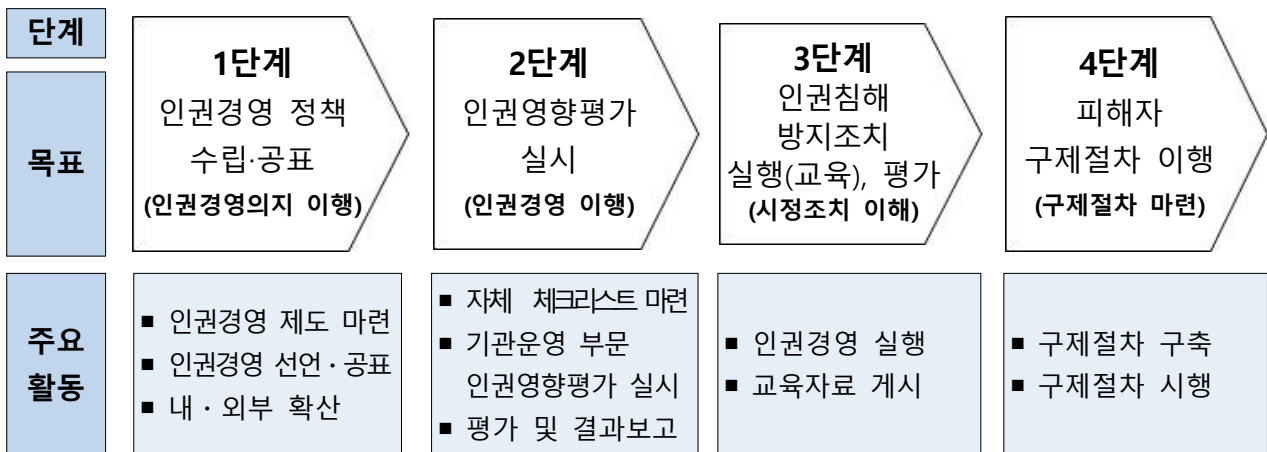 단계
목표
1단계
인권경영 정책
수립·공표
(인권경영의지 이행)
2단계
인권영향평가
실시
(인권경영 이행)
3단계
인권침해
방지조치
실행(교육), 평가
(시정조치 이해)
4단계
피해자
구제절차 이행
(구제절차 마련)
주요
활동
■ 인권경영 제도 마련
■ 인권경영 선언·공표
■ 내·외부 확산
■ 자체 체크리스트 마련
■ 기관운영 부문
인권영향평가 실시
■ 평가 및 결과보고
■ 인권경영 실행
■ 교육자료 게시
■ 구제절차 구축
■ 구제절차 시행